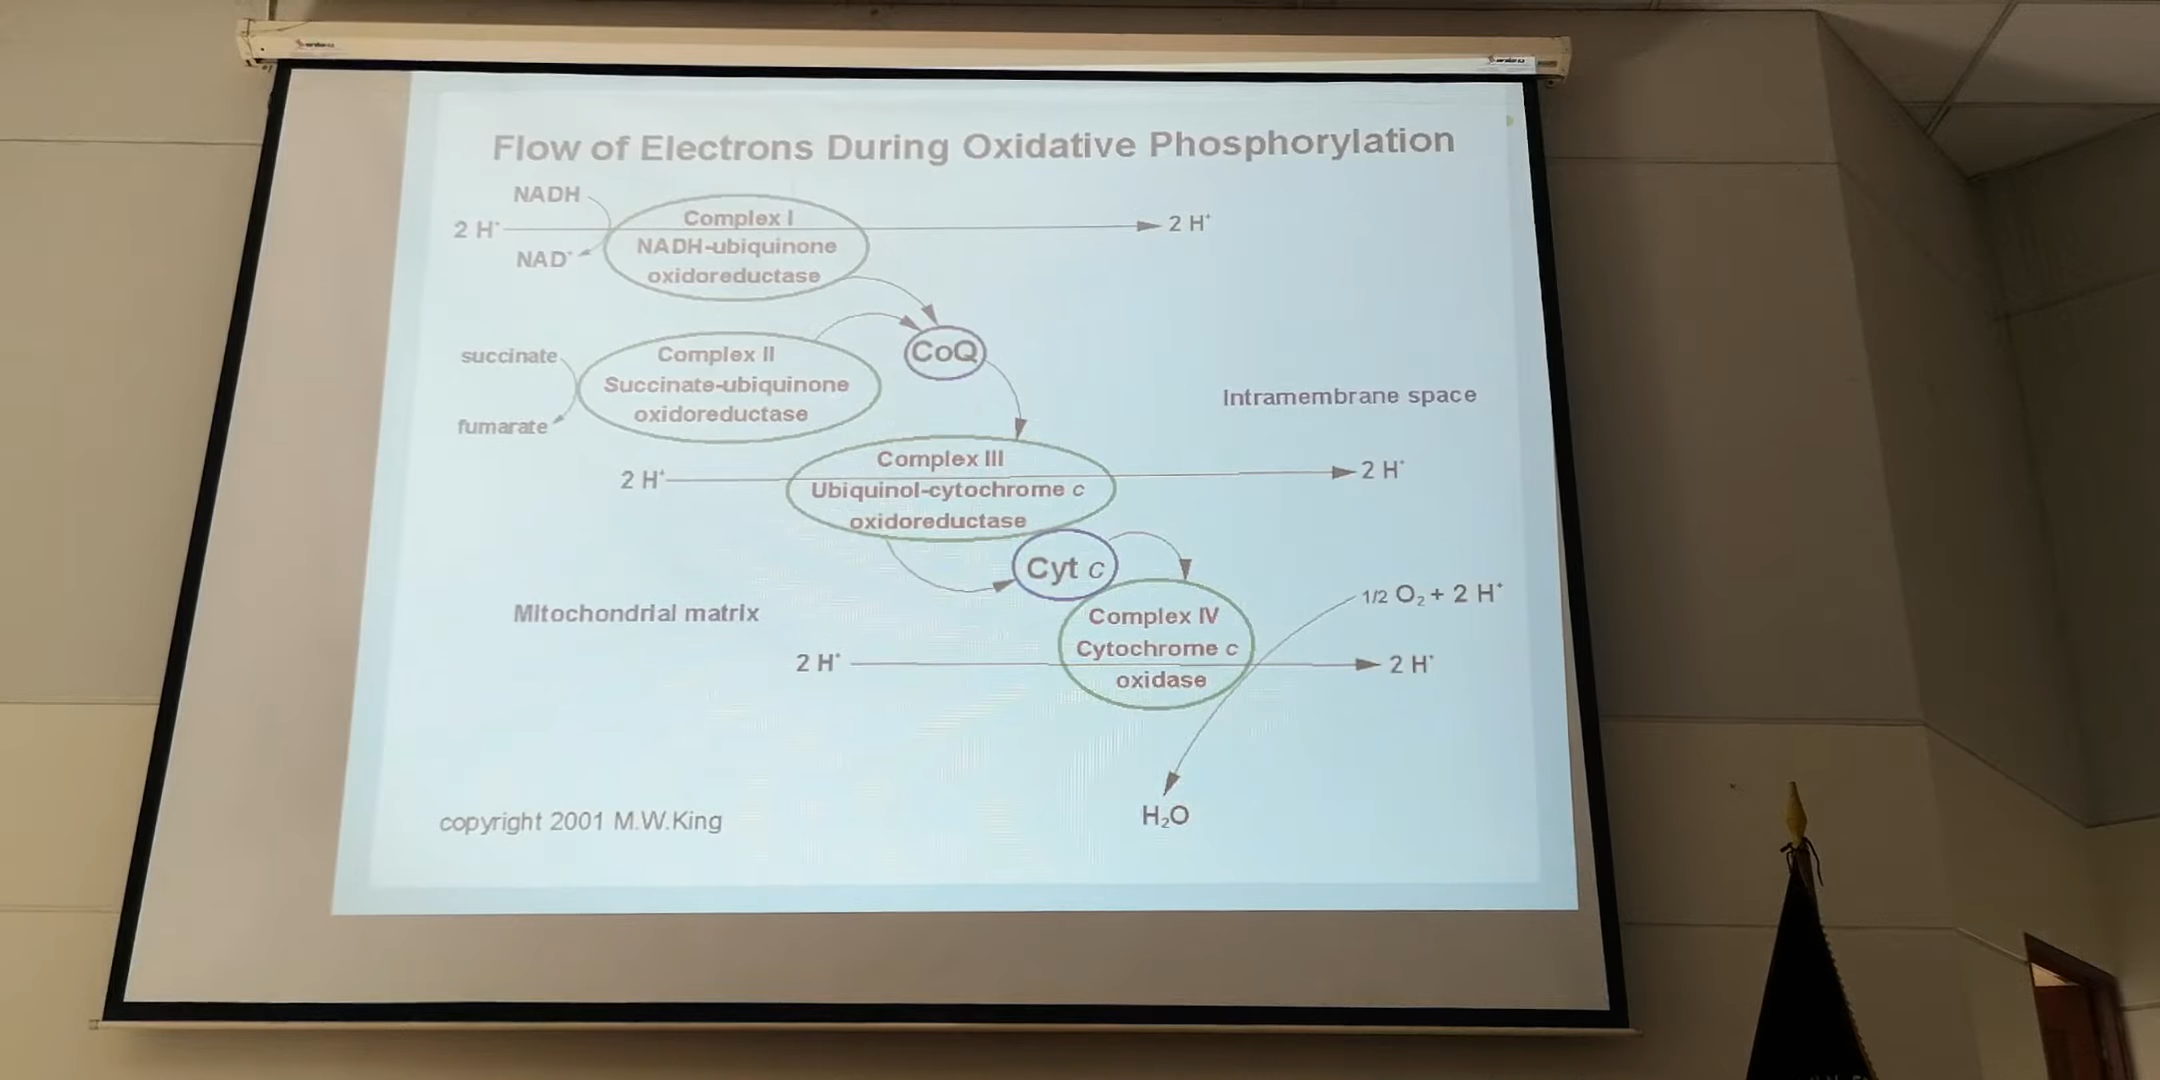 Flow of Electrons During Oxidative Phosphorylation
NADH
2 H⁺
NAD⁺
Complex I
NADH-ubiquinone
oxidoreductase
2 H⁺
succinate
fumarate
Complex II
Succinate-ubiquinone
oxidoreductase
CoQ
Intramembrane space
2 H⁺
Complex III
Ubiquinol-cytochrome c
oxidoreductase
2 H⁺
Cyt c
Mitochondrial matrix
1/2 O₂ + 2 H⁺
2 H⁺
Complex IV
Cytochrome c
oxidase
2 H⁺
H₂O
copyright 2001 M.W.King